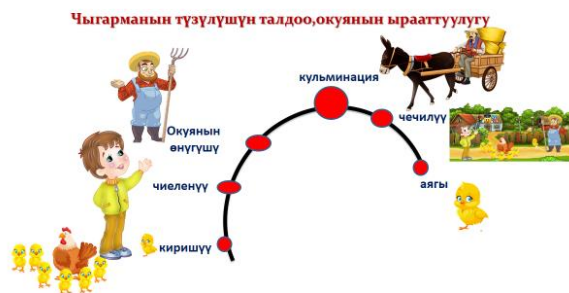 Чыгарманын түзүлүшүн талдоо,окуянын ырааттуулугу
кульминация
чечилүү
Окуянын
өнүгүшү
чиеленүү
аягы
киришүү